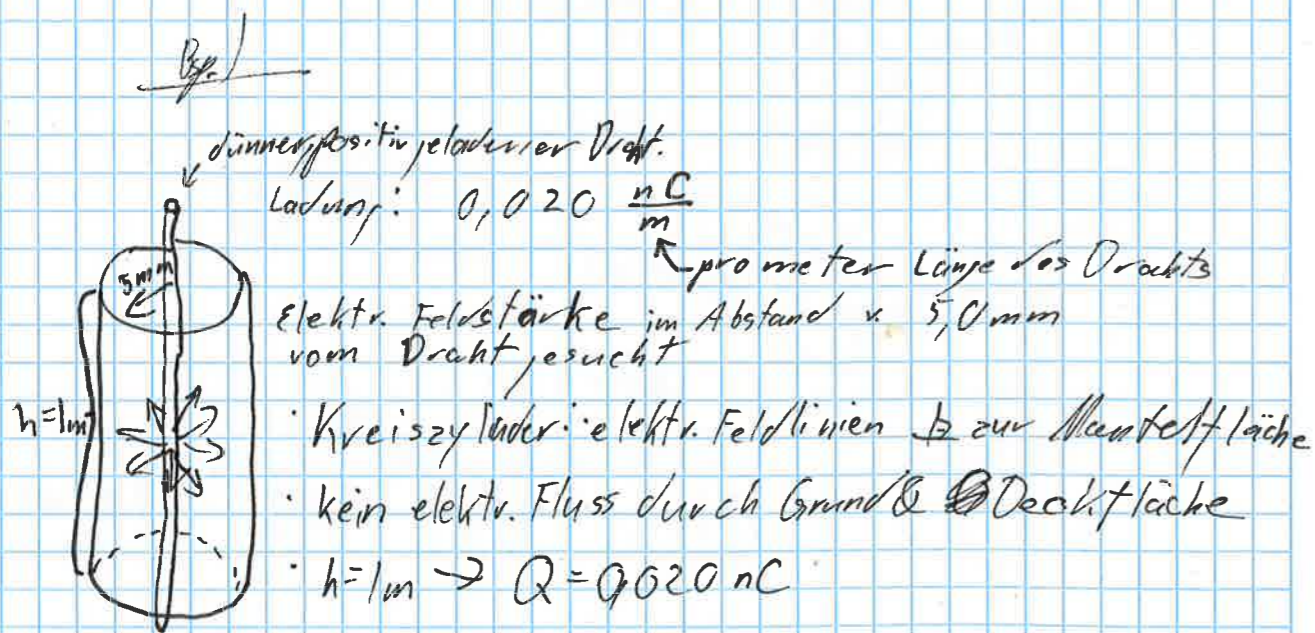 Bsp.
dünner, positiv geladener Draht.
Ladung: 0,020 nC/m
pro meter Länge des Drahts
5mm
Elektr. Feldstärke im Abstand v. 5,0mm
vom Draht gesucht
h=1m
· Kreiszylinder: elektr. Feldlinien ⊥ zur Mantelfläche
· kein elektr. Fluss durch Grund & Deckfläche
· h=1m → Q=0,020 nC